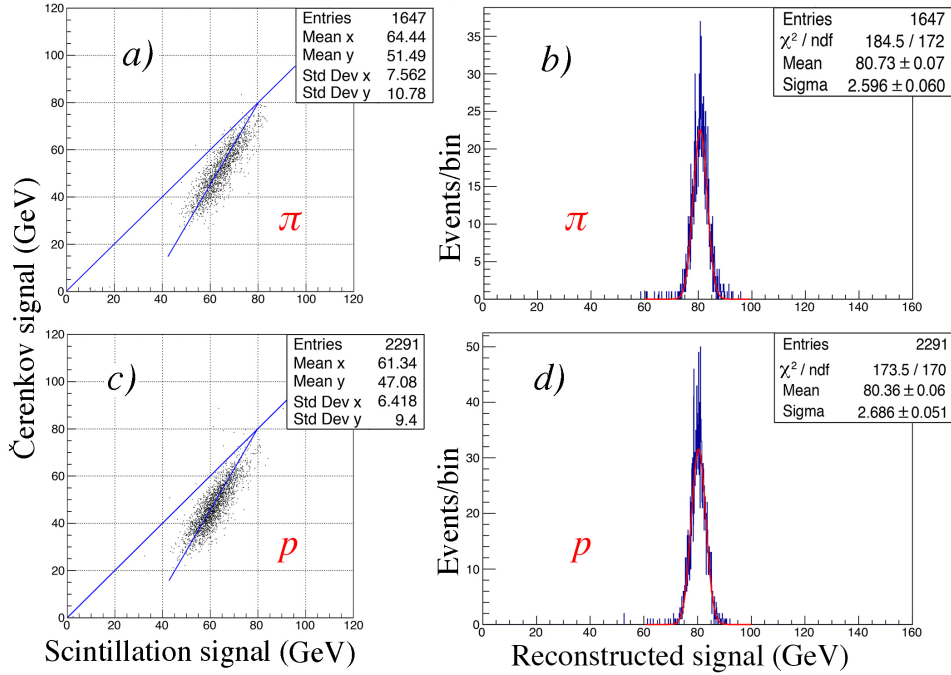 Čerenkov signal (GeV)
a)
Entries 1647
Mean x 64.44
Mean y 51.49
Std Dev x 7.562
Std Dev y 10.78
120
100
80
60
40
20
0
π
0 20 40 60 80 100 120
b)
Entries 1647
χ² / ndf 184.5 / 172
Mean 80.73 ± 0.07
Sigma 2.596 ± 0.060
Events/bin
35
30
25
20
15
10
5
0
π
0 20 40 60 80 100 120 140 160
c)
Entries 2291
Mean x 61.34
Mean y 47.08
Std Dev x 6.418
Std Dev y 9.4
120
100
80
60
40
20
0
p
0 20 40 60 80 100 120
Scintillation signal (GeV)
d)
Entries 2291
χ² / ndf 173.5 / 170
Mean 80.36 ± 0.06
Sigma 2.686 ± 0.051
Events/bin
50
40
30
20
10
0
p
0 20 40 60 80 100 120 140 160
Reconstructed signal (GeV)